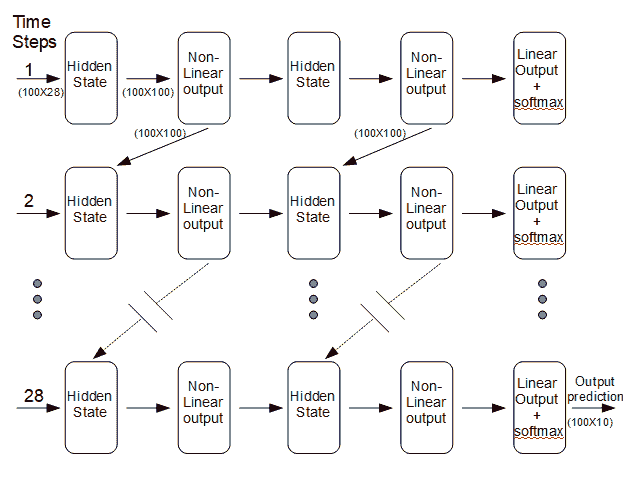 Time
Steps
1
(100X28)
Hidden
State
(100X100)
Non-
Linear
output
Hidden
State
Non-
Linear
output
Linear
Output
+
softmax
(100X100)
(100X100)
2
Hidden
State
Non-
Linear
output
Hidden
State
Non-
Linear
output
Linear
Output
+
softmax
28
Hidden
State
Non-
Linear
output
Hidden
State
Non-
Linear
output
Linear
Output
+
softmax
Output
prediction
(100X10)